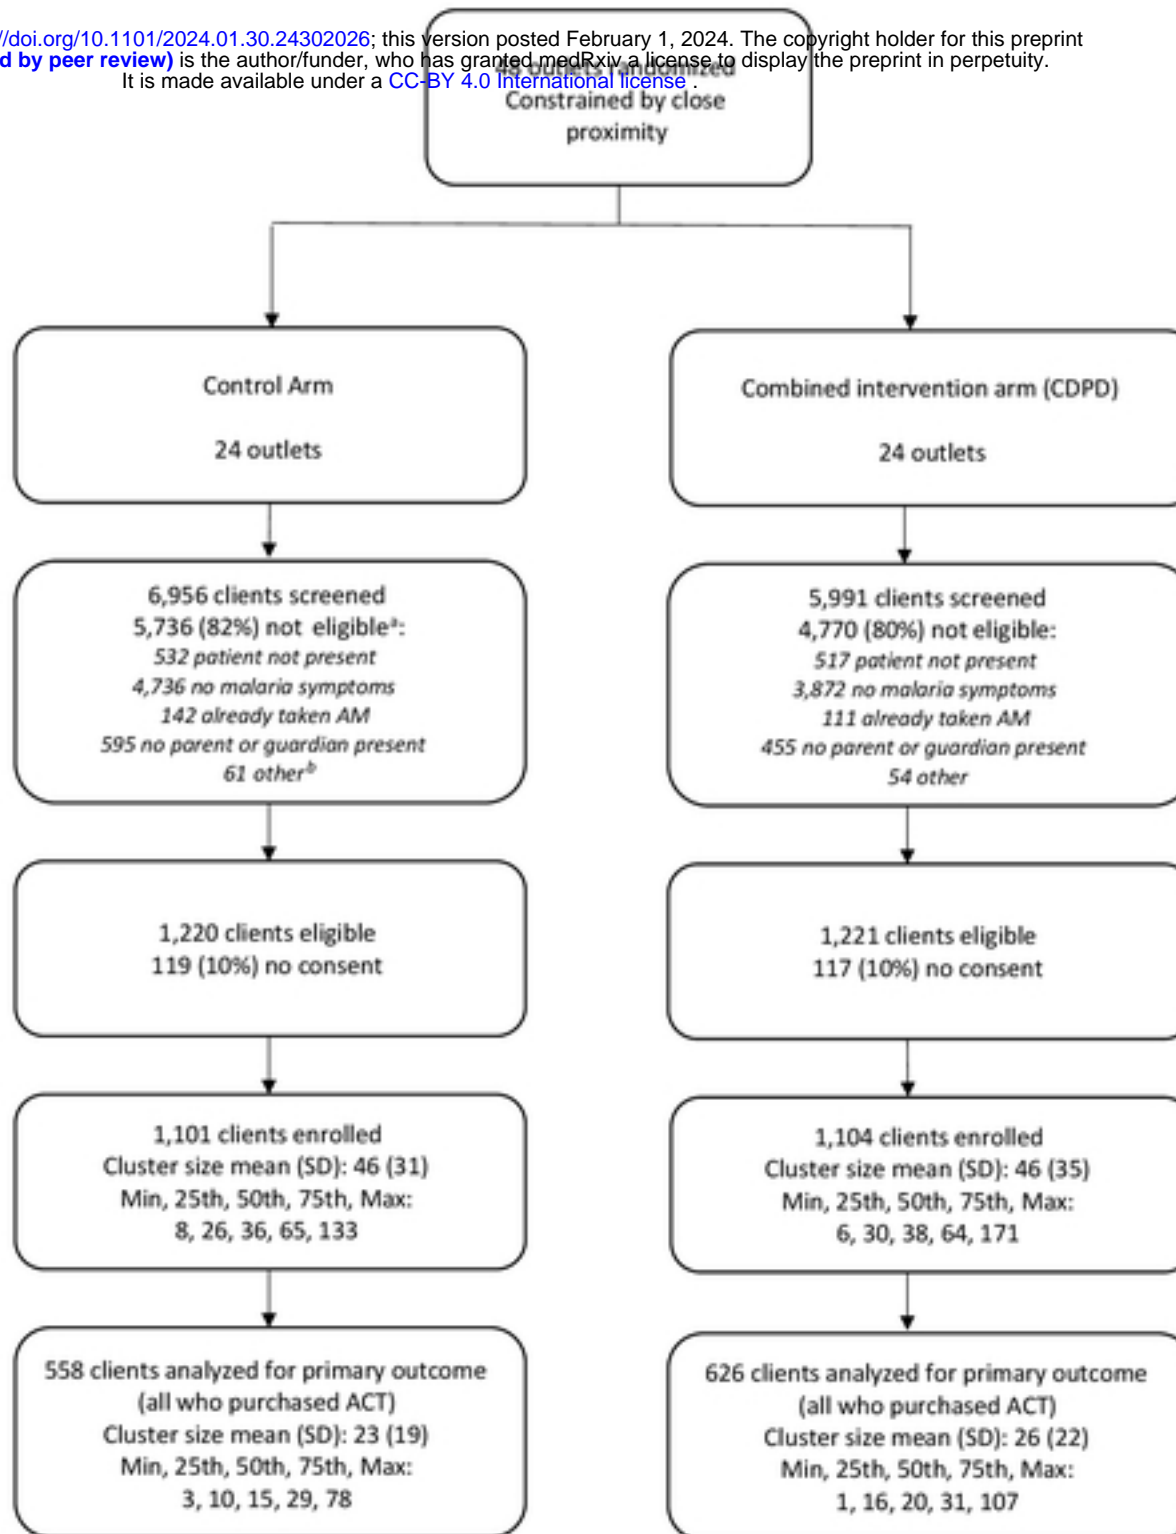 //doi.org/10.1101/2024.01.30.24302026; this version posted February 1, 2024. The copyright holder for this preprint
d by peer review) is the author/funder, who has granted medRxiv a license to display the preprint in perpetuity.
It is made available under a CC-BY 4.0 International license .
48 outlets randomized
Constrained by close
proximity
Control Arm
24 outlets
Combined intervention arm (CDPD)
24 outlets
6,956 clients screened
5,736 (82%) not eligibleᵃ:
532 patient not present
4,736 no malaria symptoms
142 already taken AM
595 no parent or guardian present
61 otherᵇ
5,991 clients screened
4,770 (80%) not eligible:
517 patient not present
3,872 no malaria symptoms
111 already taken AM
455 no parent or guardian present
54 other
1,220 clients eligible
119 (10%) no consent
1,221 clients eligible
117 (10%) no consent
1,101 clients enrolled
Cluster size mean (SD): 46 (31)
Min, 25th, 50th, 75th, Max:
8, 26, 36, 65, 133
1,104 clients enrolled
Cluster size mean (SD): 46 (35)
Min, 25th, 50th, 75th, Max:
6, 30, 38, 64, 171
558 clients analyzed for primary outcome
(all who purchased ACT)
Cluster size mean (SD): 23 (19)
Min, 25th, 50th, 75th, Max:
3, 10, 15, 29, 78
626 clients analyzed for primary outcome
(all who purchased ACT)
Cluster size mean (SD): 26 (22)
Min, 25th, 50th, 75th, Max:
1, 16, 20, 31, 107